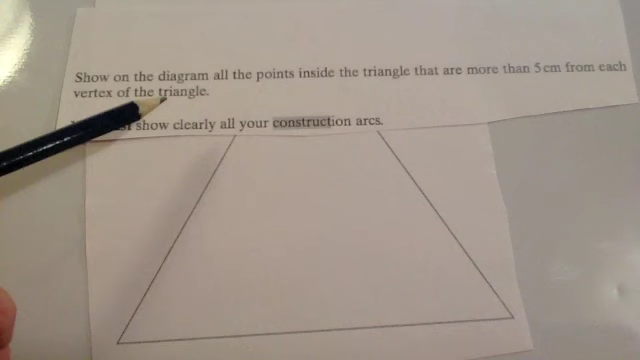 Show on the diagram all the points inside the triangle that are more than 5 cm from each
vertex of the triangle.
show clearly all your construction arcs.